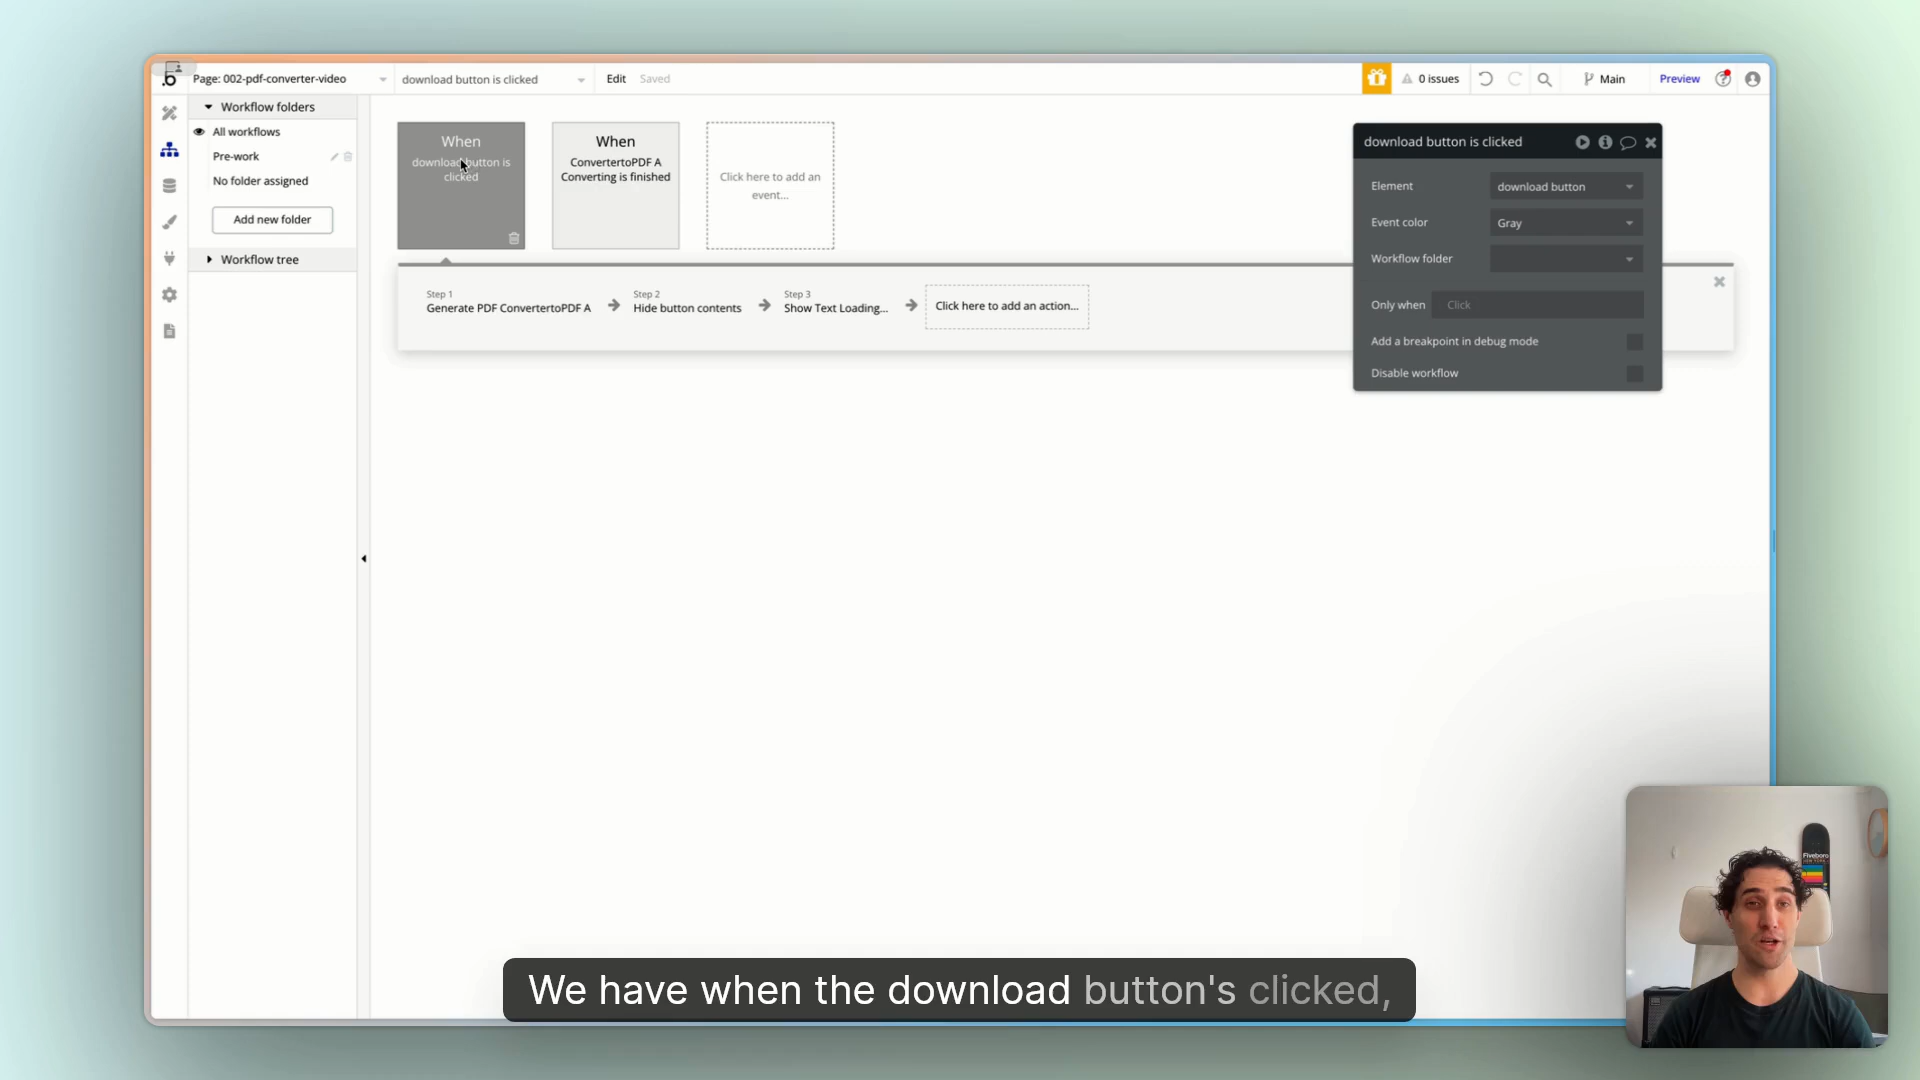 Page: 002-pdf-converter-video
download button is clicked
Edit
Saved
0 issues
Main
Preview
Workflow folders
All workflows
Pre-work
No folder assigned
Add new folder
Workflow tree
When
download button is
clicked
When
ConvertertoPDF A
Converting is finished
Click here to add an
event...
Step 1
Generate PDF ConvertertoPDF A
Step 2
Hide button contents
Step 3
Show Text Loading...
Click here to add an action...
download button is clicked
Element
download button
Event color
Gray
Workflow folder
Only when
Click
Add a breakpoint in debug mode
Disable workflow
Fiveboro
We have when the download button's clicked,